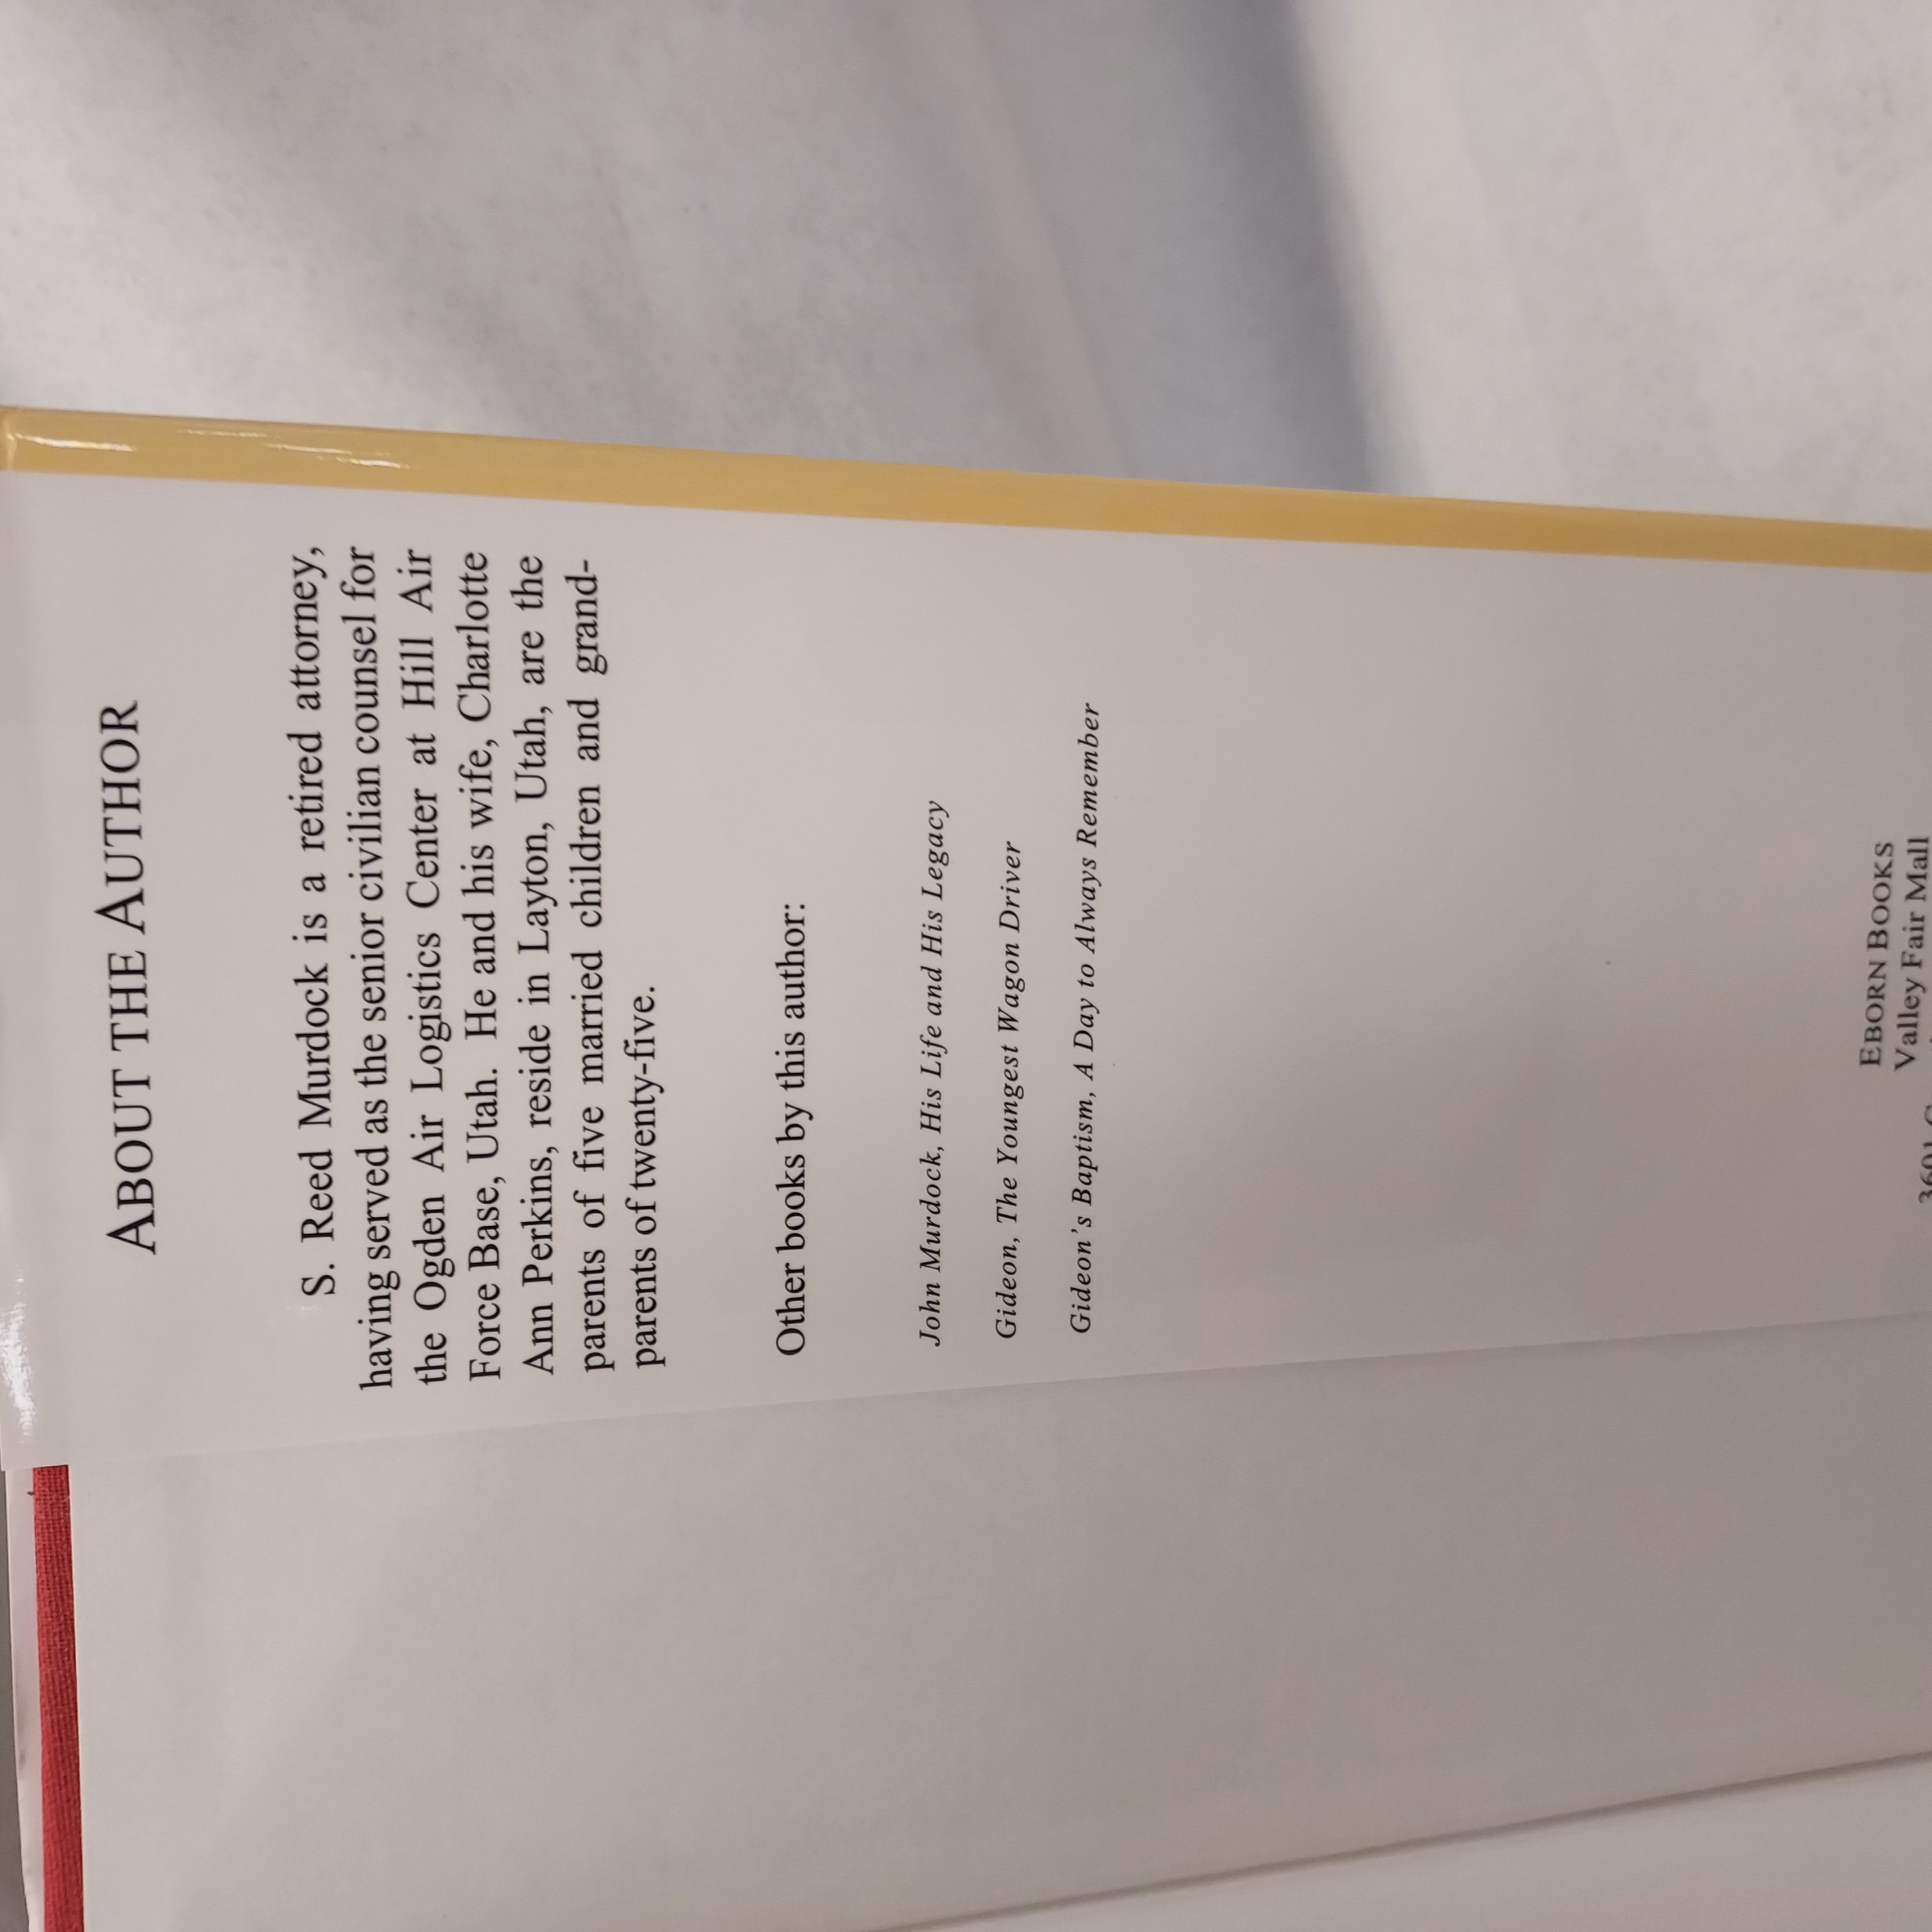 ABOUT THE AUTHOR
S. Reed Murdock is a retired attorney,
having served as the senior civilian counsel for
the Ogden Air Logistics Center at Hill Air
Force Base, Utah. He and his wife, Charlotte
Ann Perkins, reside in Layton, Utah, are the
parents of five married children and grand-
parents of twenty-five.
Other books by this author:
John Murdock, His Life and His Legacy
Gideon, The Youngest Wagon Driver
Gideon's Baptism, A Day to Always Remember
EBORN BOOKS
Valley Fair Mall